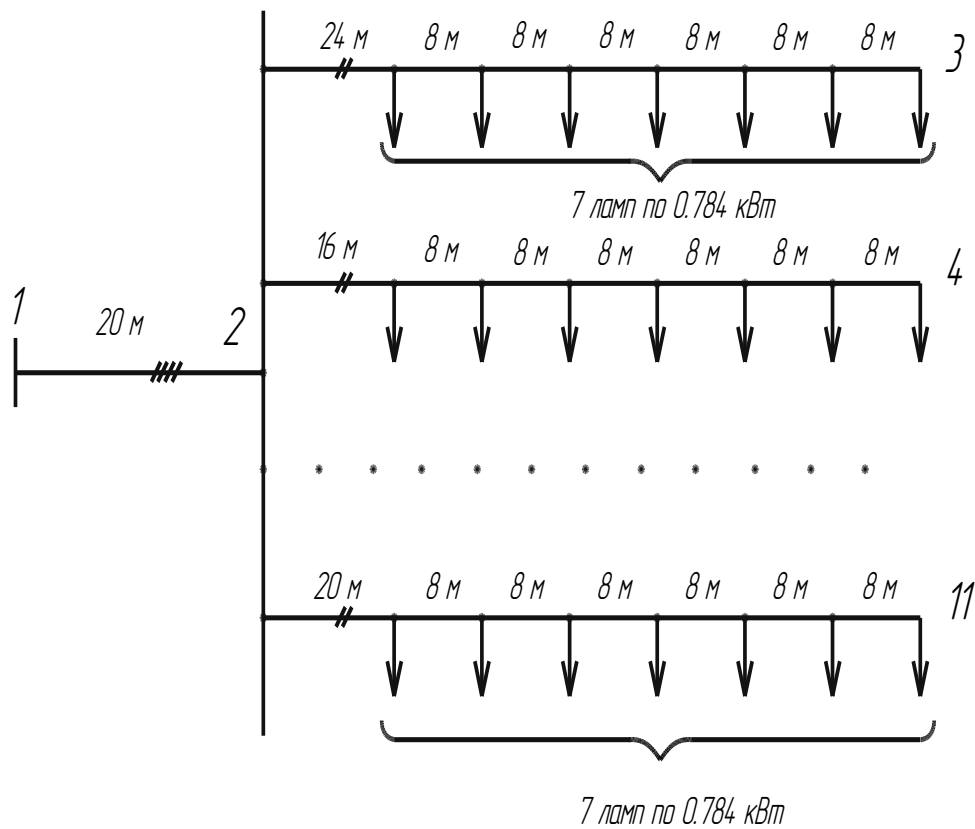 24 м 8 м 8 м 8 м 8 м 8 м 8 м 3
7 ламп по 0.784 кВт
16 м 8 м 8 м 8 м 8 м 8 м 8 м 4
1 20 м 2
20 м 8 м 8 м 8 м 8 м 8 м 8 м 11
7 ламп по 0.784 кВт